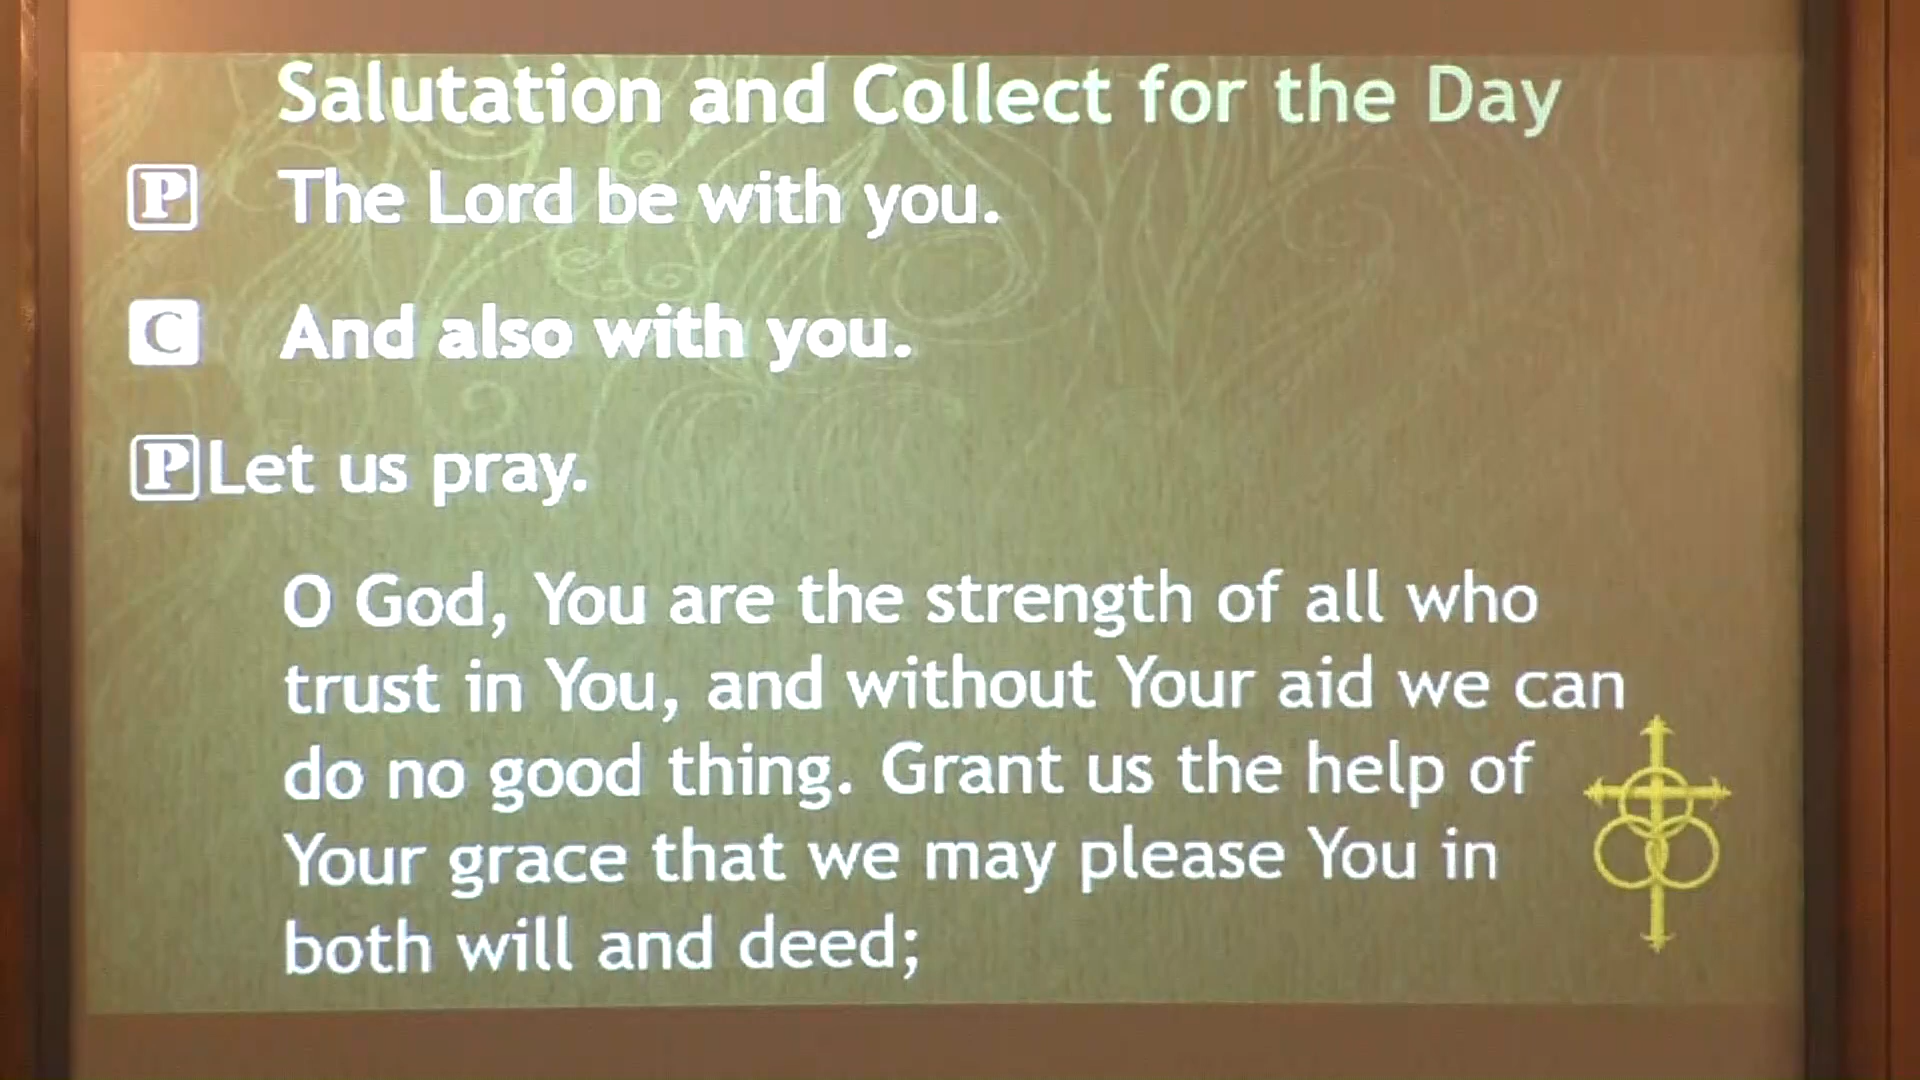 Salutation and Collect for the Day
P The Lord be with you.
C And also with you.
P Let us pray.
O God, You are the strength of all who
trust in You, and without Your aid we can
do no good thing. Grant us the help of
Your grace that we may please You in
both will and deed;